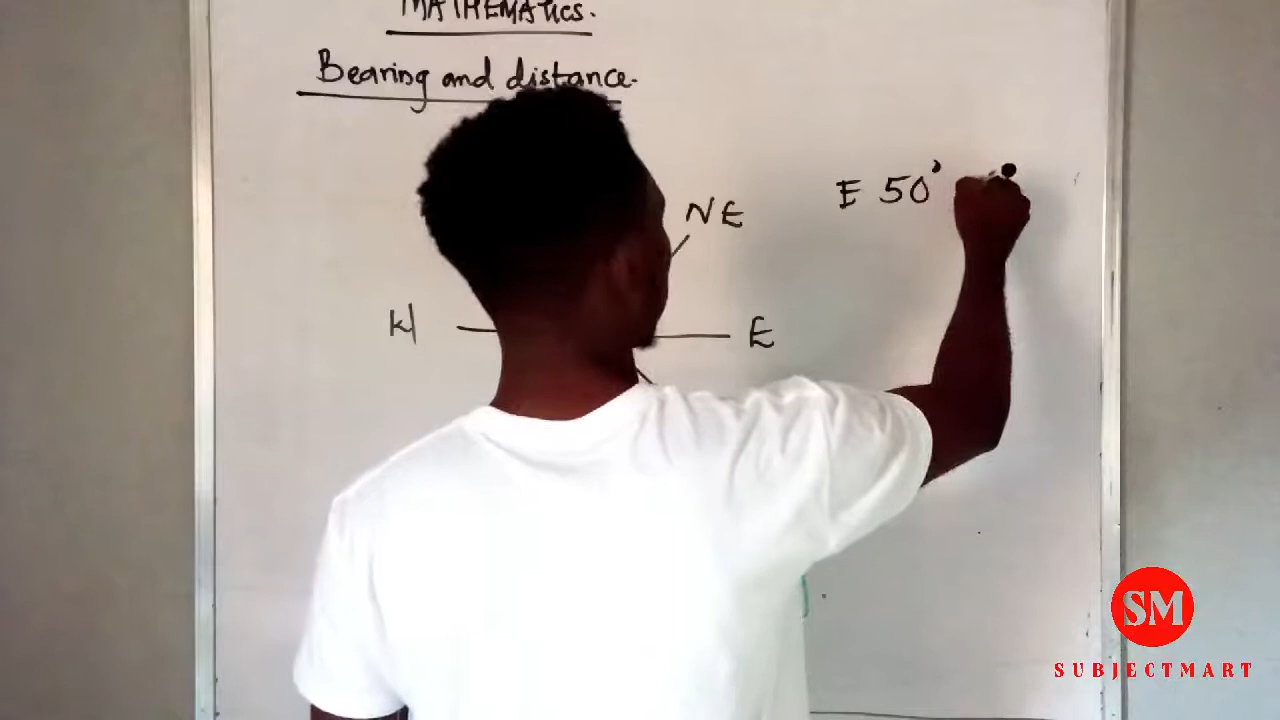 MATHEMATICS.
Bearing and distance.
E 50°
NE
W
E
SM
SUBJECTMART